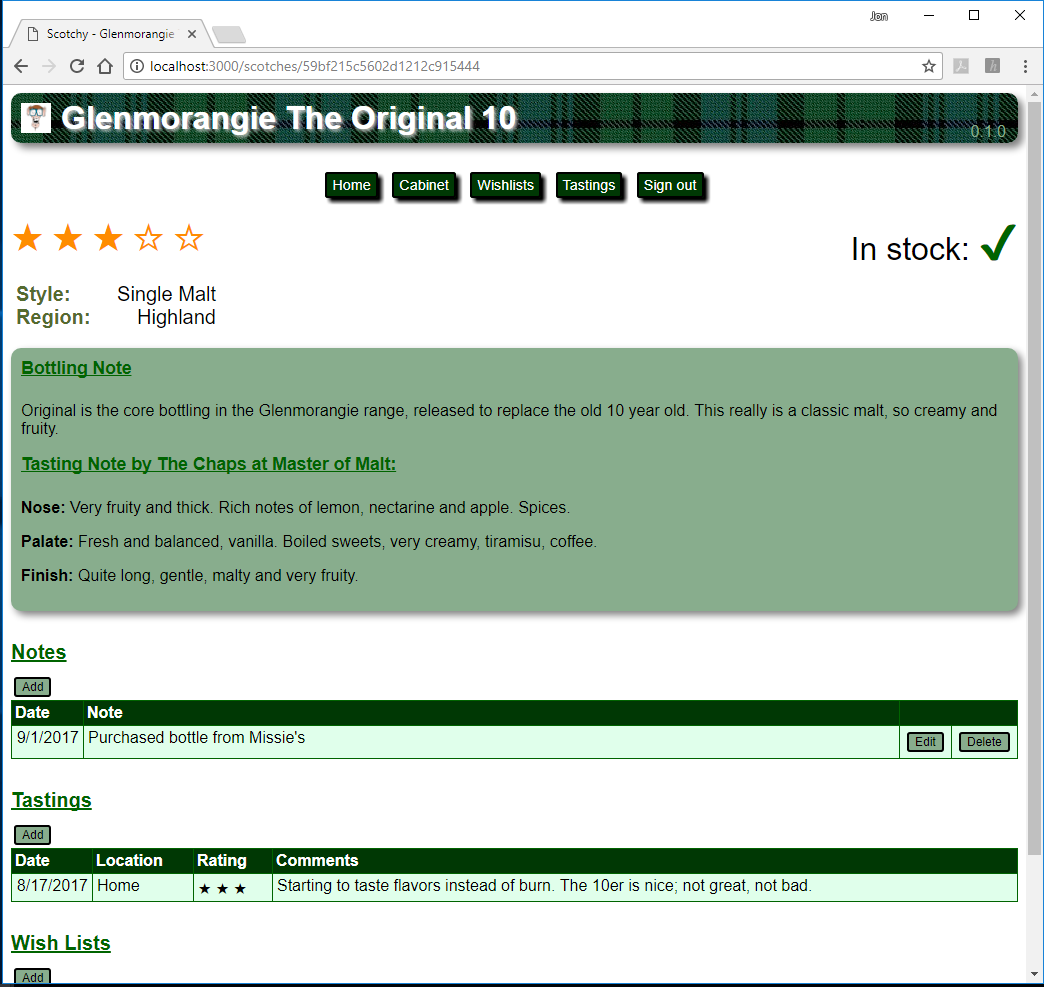 Jon
Scotchy - Glenmorangie
localhost:3000/scotches/59bf215c5602d1212c915444
Glenmorangie The Original 10
0.1.0
Home Cabinet Wishlists Tastings Sign out
★ ★ ★ ☆ ☆
In stock: ✓
Style: Single Malt
Region: Highland
Bottling Note
Original is the core bottling in the Glenmorangie range, released to replace the old 10 year old. This really is a classic malt, so creamy and
fruity.
Tasting Note by The Chaps at Master of Malt:
Nose: Very fruity and thick. Rich notes of lemon, nectarine and apple. Spices.
Palate: Fresh and balanced, vanilla. Boiled sweets, very creamy, tiramisu, coffee.
Finish: Quite long, gentle, malty and very fruity.
Notes
Add
Date Note
9/1/2017 Purchased bottle from Missie's Edit Delete
Tastings
Add
Date Location Rating Comments
8/17/2017 Home ★ ★ ★ Starting to taste flavors instead of burn. The 10er is nice; not great, not bad.
Wish Lists
Add